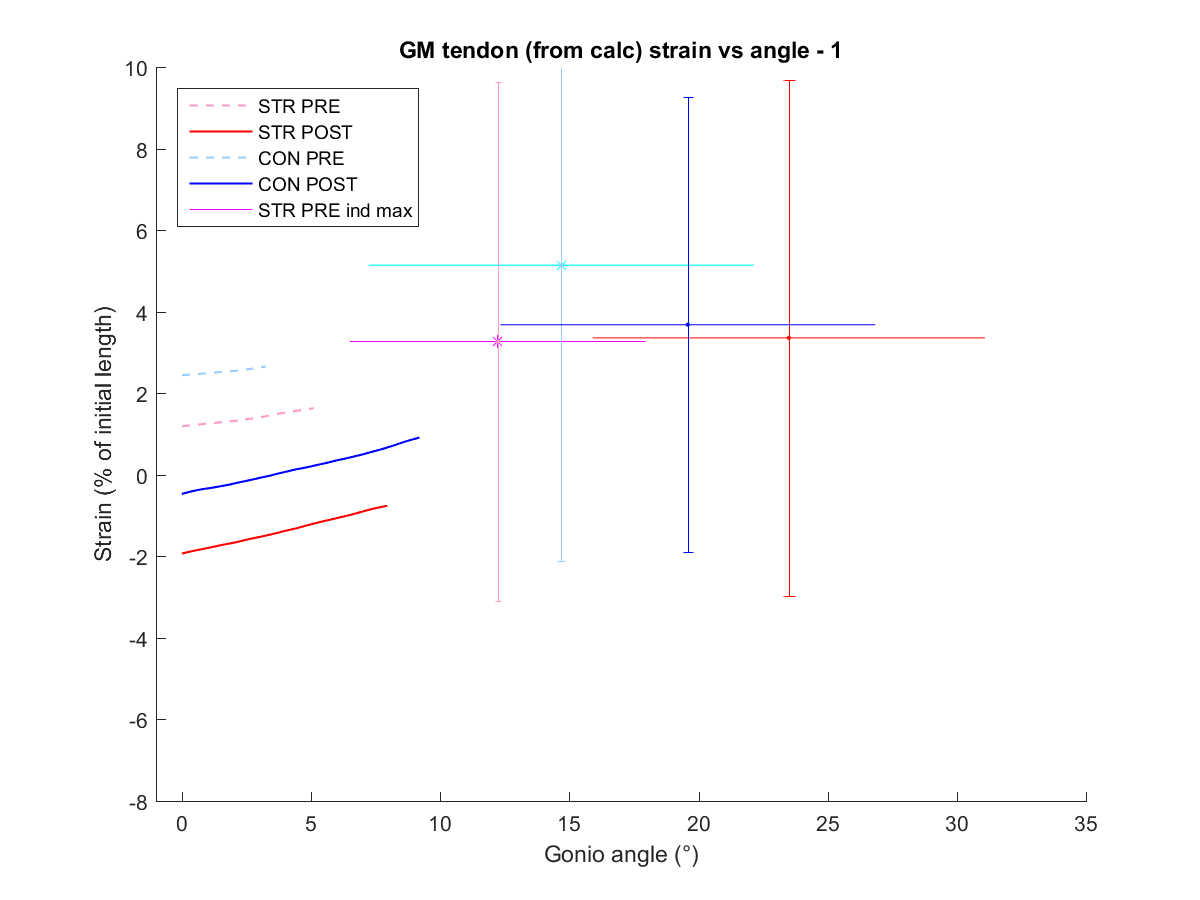 GM tendon (from calc) strain vs angle - 1
10
8
6
4
2
0
-2
-4
-6
-8
Strain (% of initial length)
STR PRE
STR POST
CON PRE
CON POST
STR PRE ind max
0 5 10 15 20 25 30 35
Gonio angle (°)